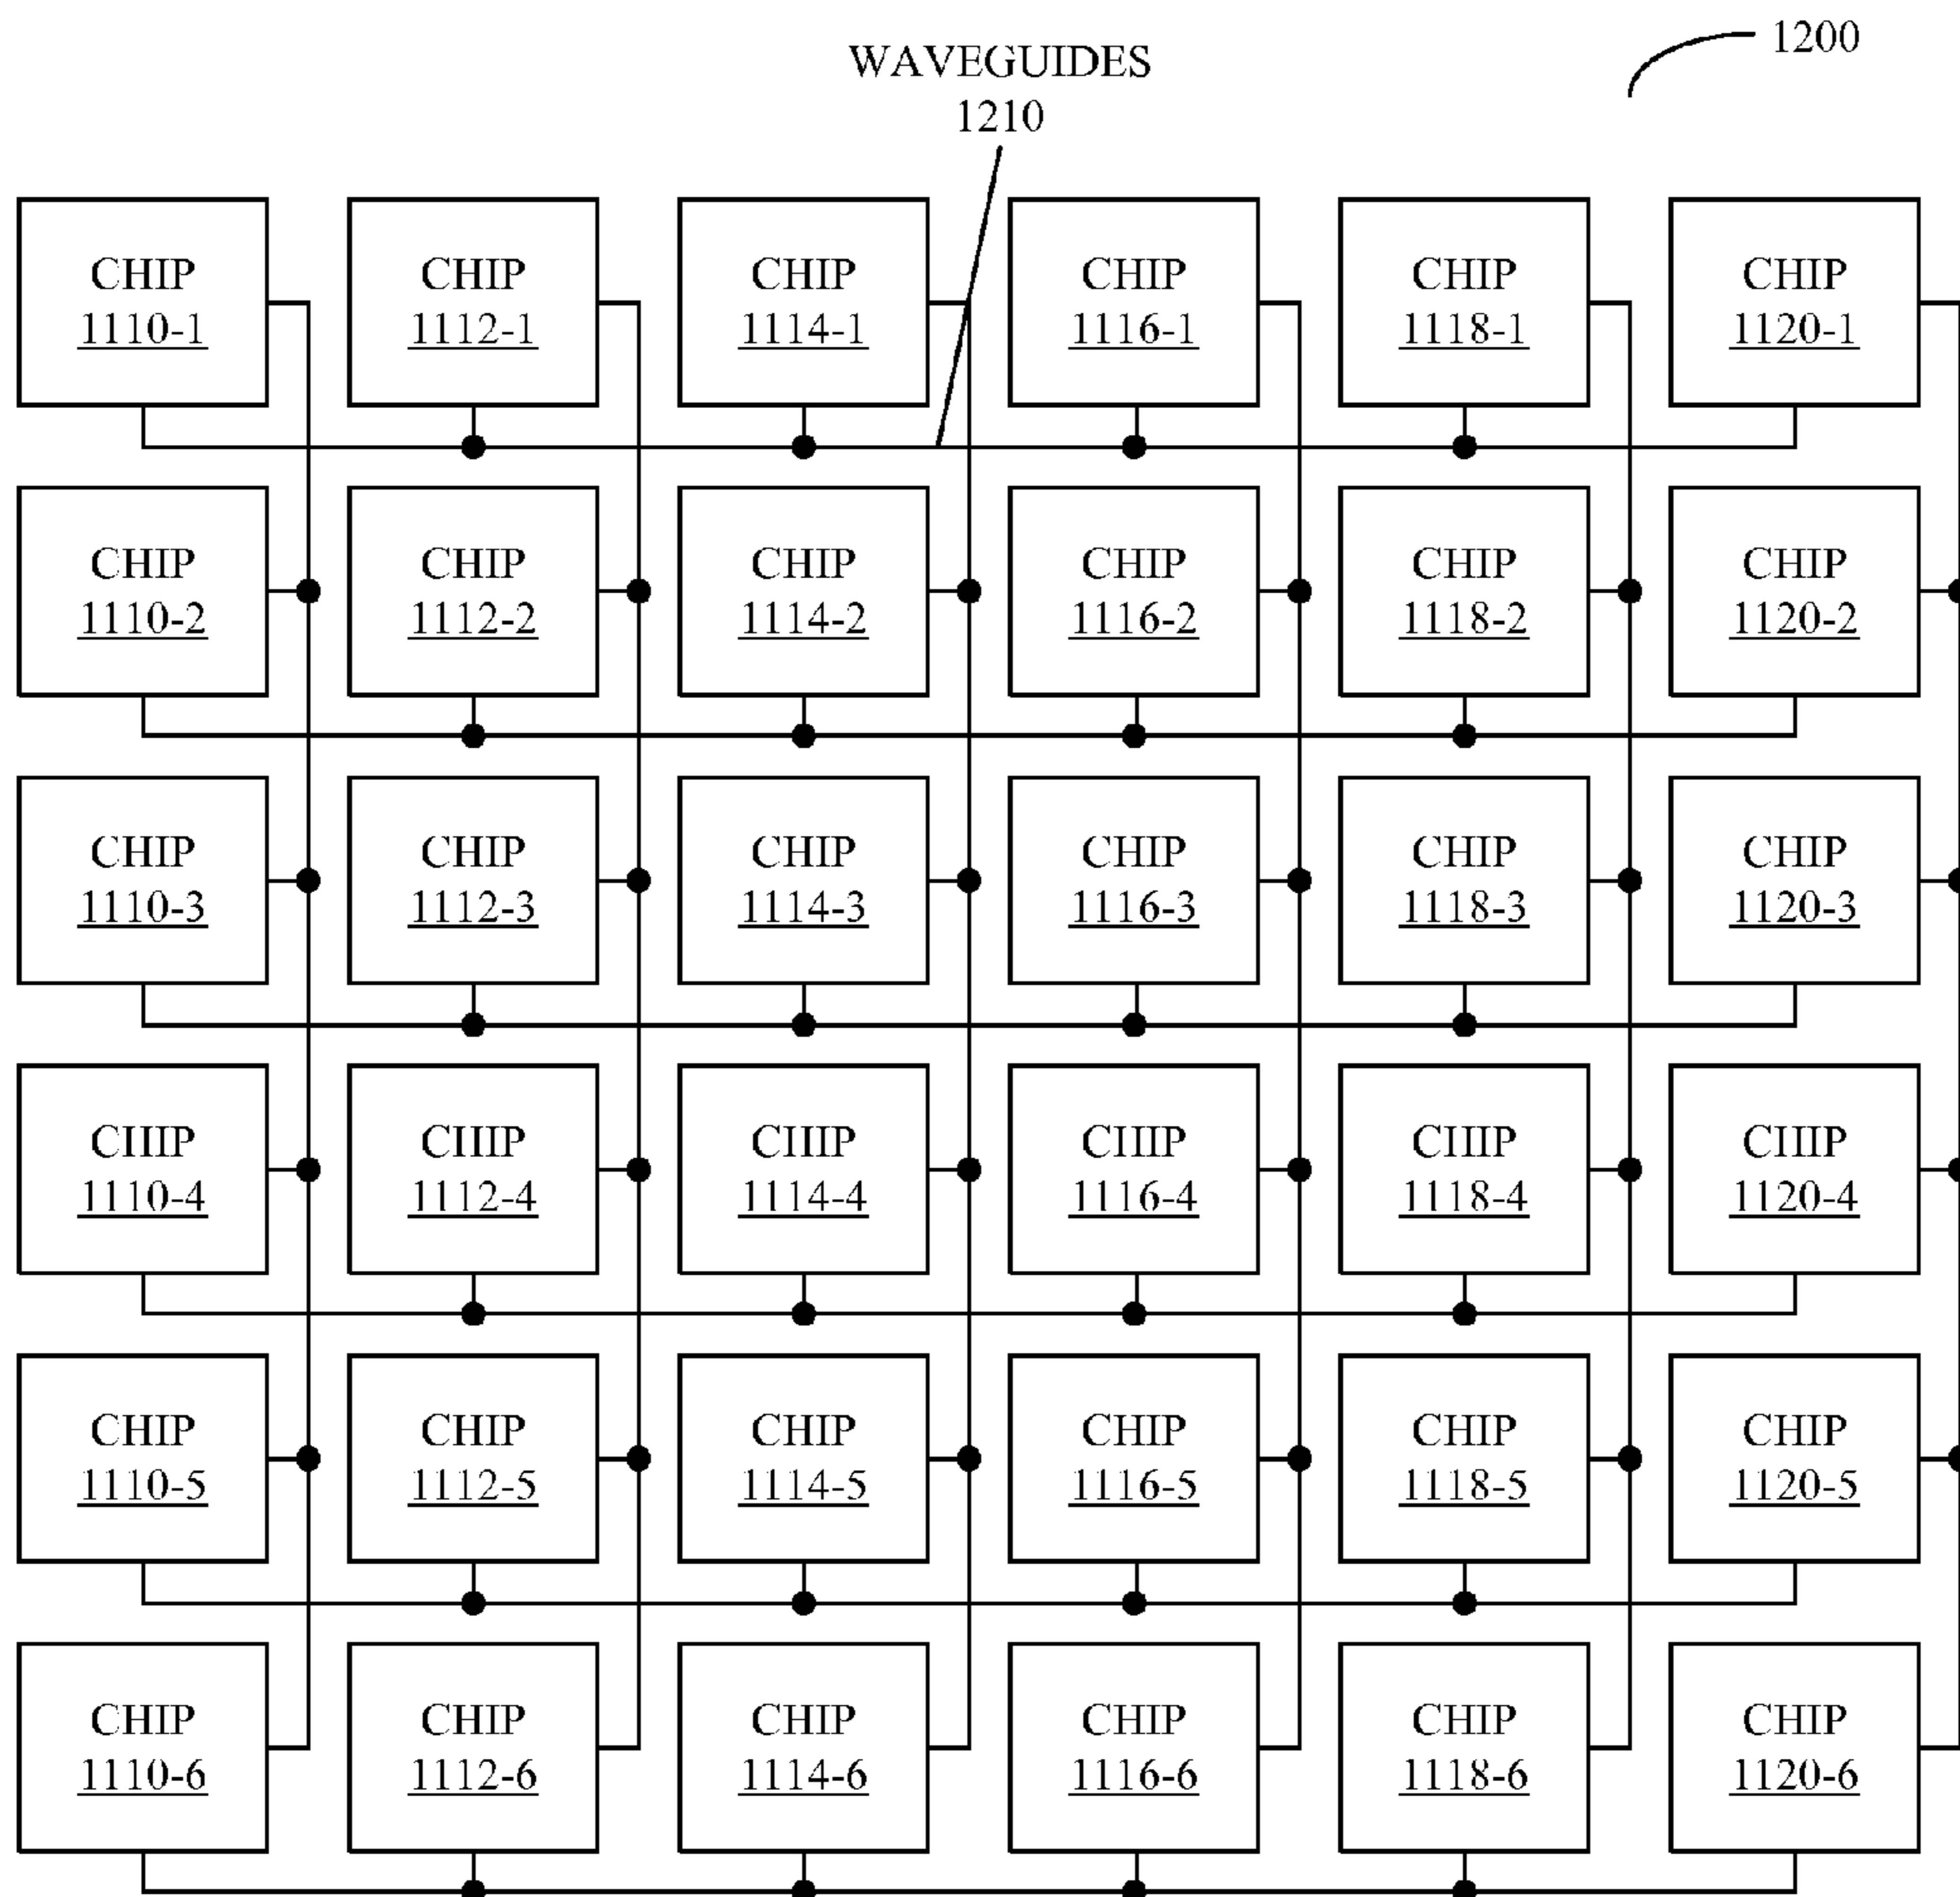 1200
WAVEGUIDES
1210
CHIP CHIP CHIP CHIP CHIP CHIP
1110-1 1112-1 1114-1 1116-1 1118-1 1120-1
CHIP CHIP CHIP CHIP CHIP CHIP
1110-2 1112-2 1114-2 1116-2 1118-2 1120-2
CHIP CHIP CHIP CHIP CHIP CHIP
1110-3 1112-3 1114-3 1116-3 1118-3 1120-3
CHIP CHIP CHIP CHIP CHIP CHIP
1110-4 1112-4 1114-4 1116-4 1118-4 1120-4
CHIP CHIP CHIP CHIP CHIP CHIP
1110-5 1112-5 1114-5 1116-5 1118-5 1120-5
CHIP CHIP CHIP CHIP CHIP CHIP
1110-6 1112-6 1114-6 1116-6 1118-6 1120-6